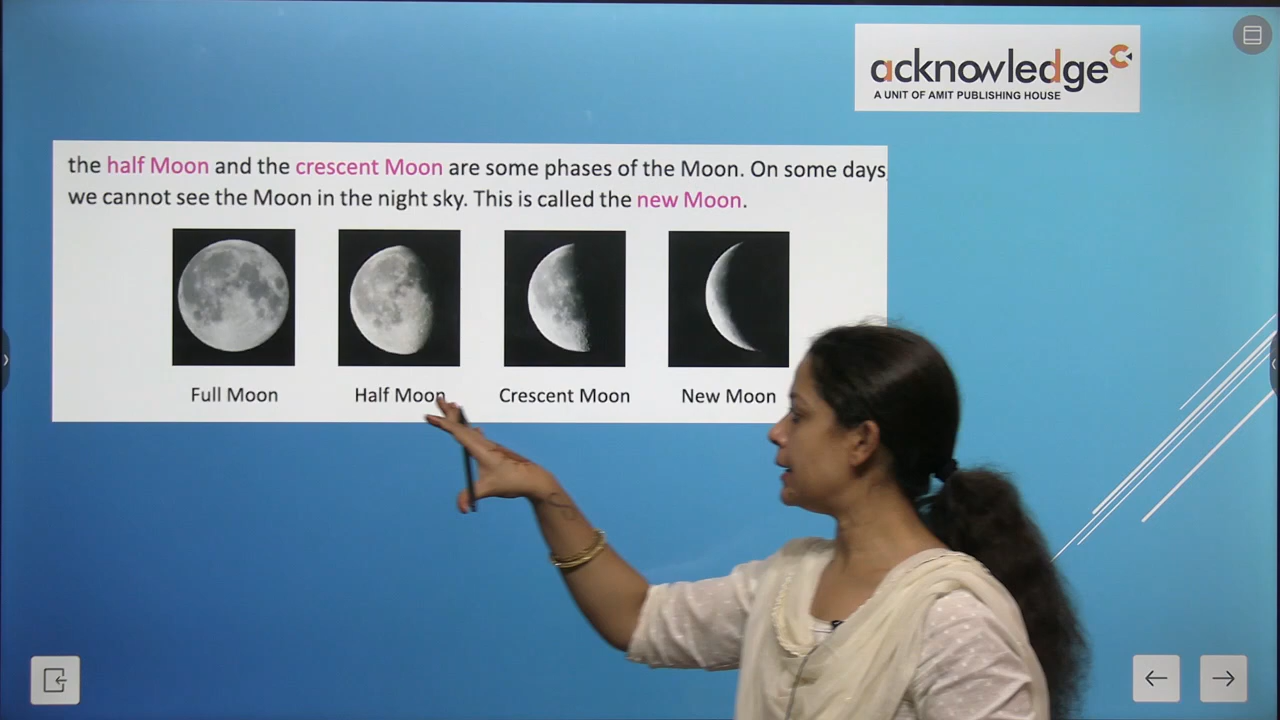 acknowledge
A UNIT OF AMIT PUBLISHING HOUSE
the half Moon and the crescent Moon are some phases of the Moon. On some days
we cannot see the Moon in the night sky. This is called the new Moon.
Full Moon
Half Moon
Crescent Moon
New Moon